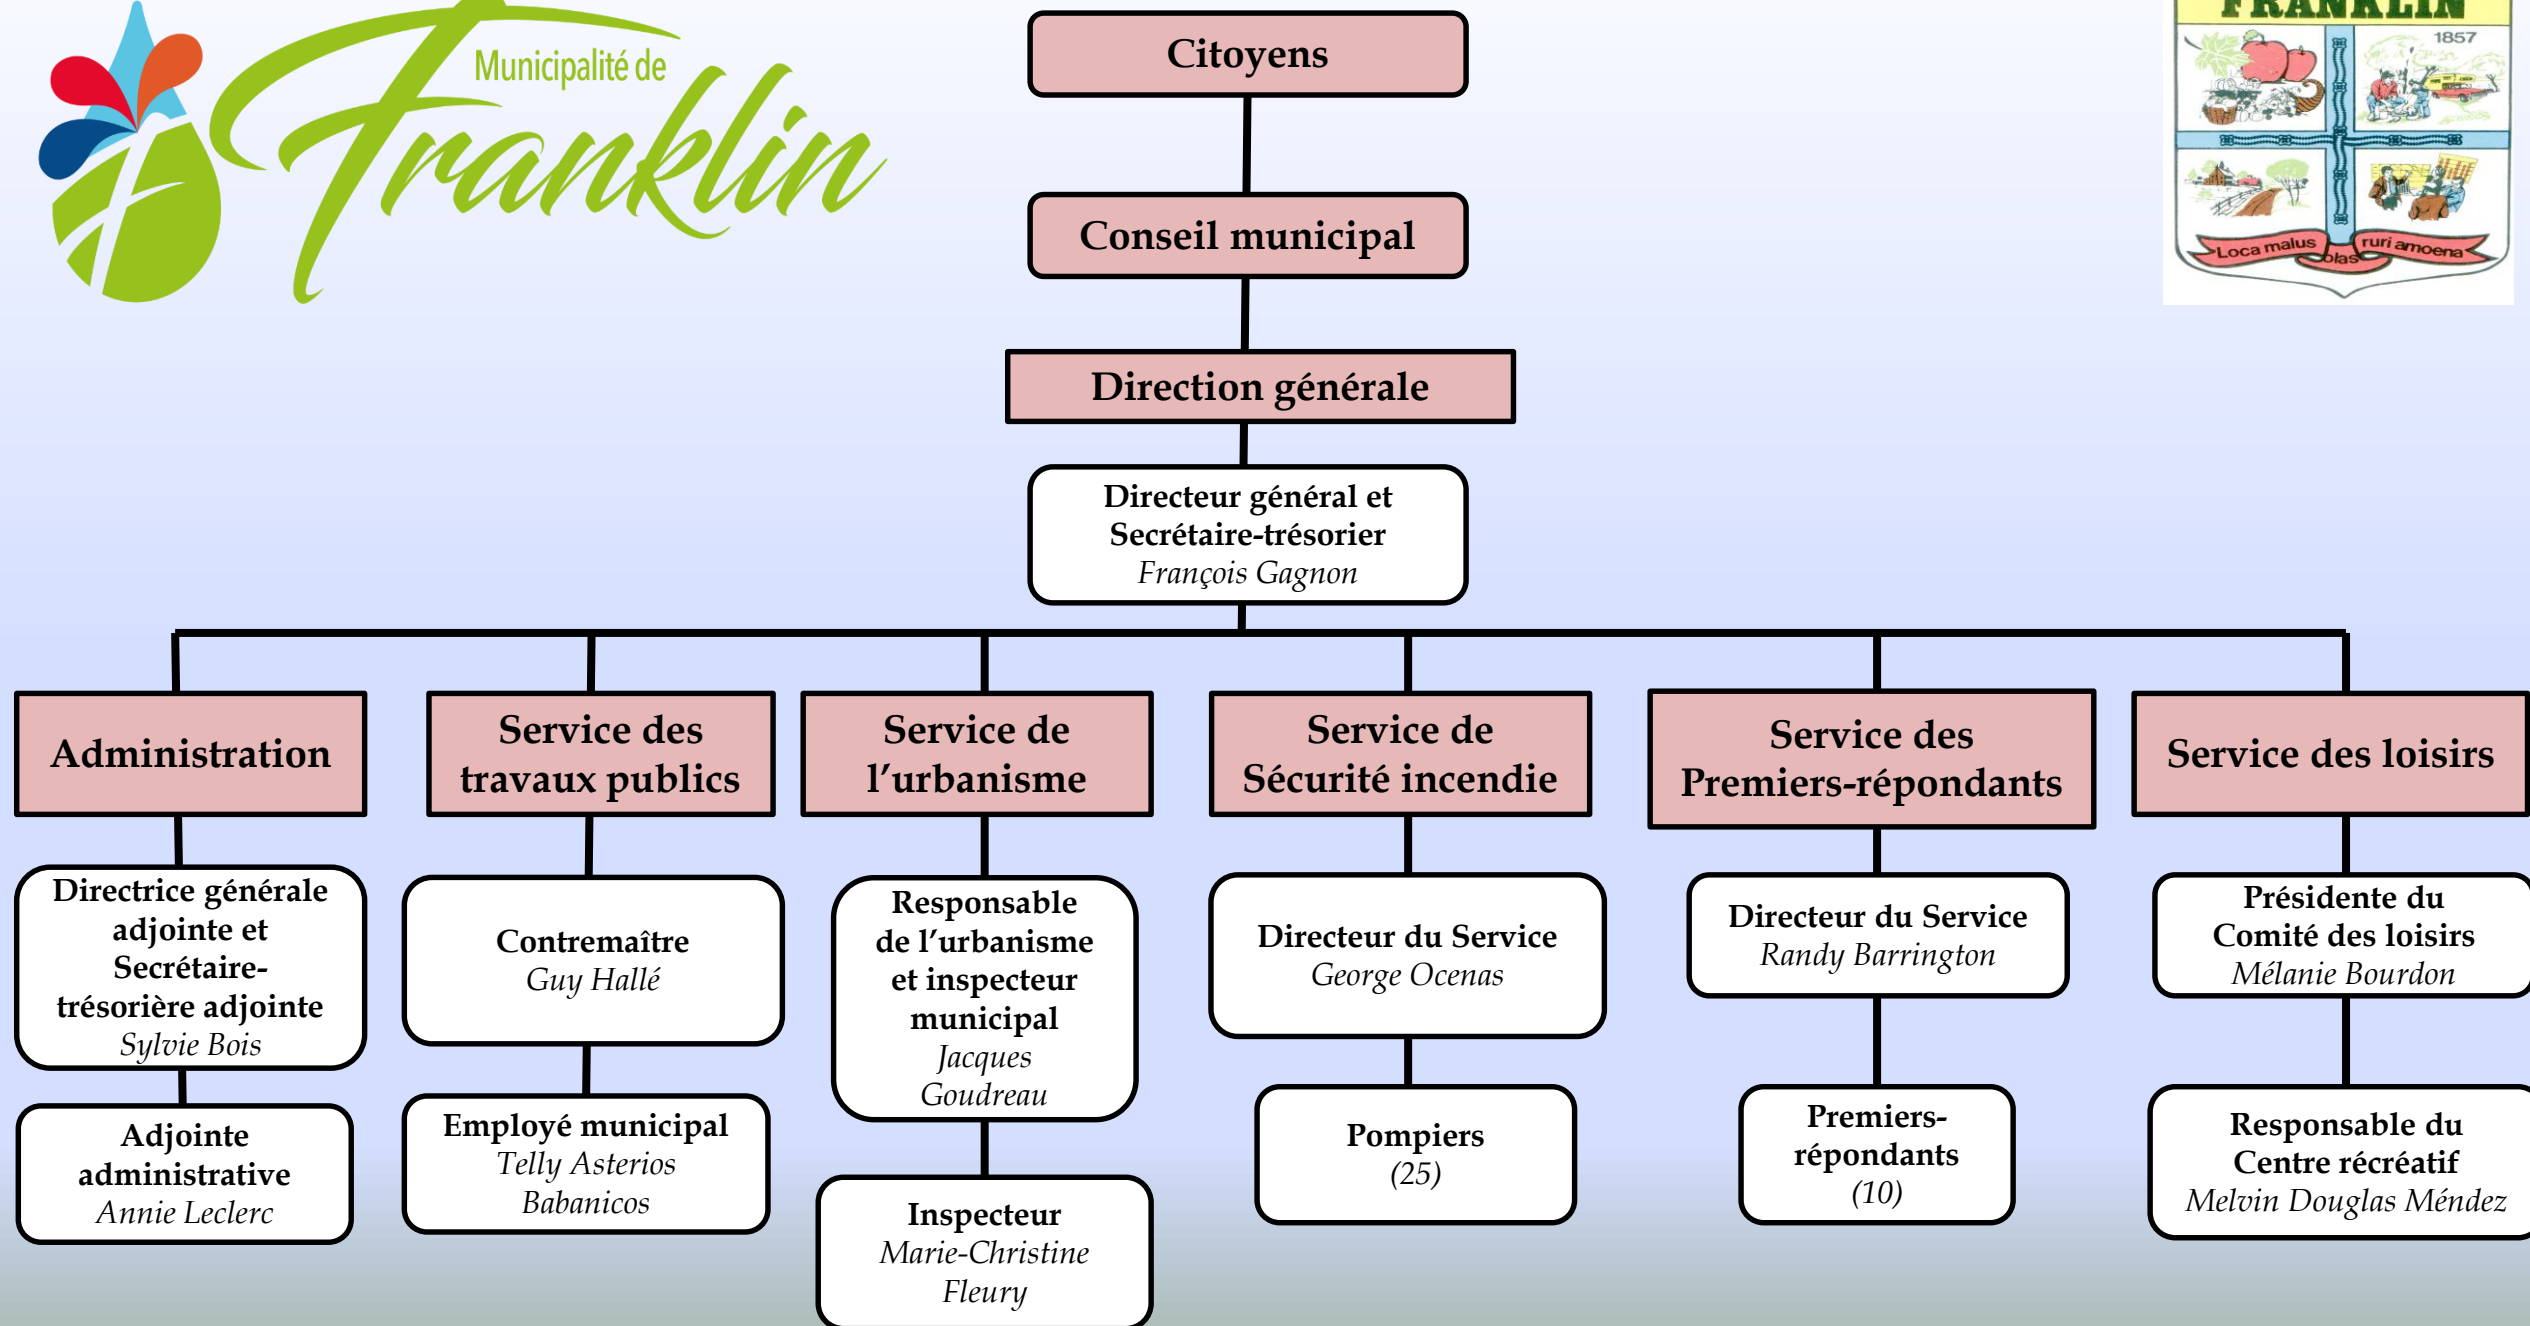 Municipalité de
Franklin
FRANKLIN
1857
Loca malus
olas
ruri amoena
Citoyens
Conseil municipal
Direction générale
Directeur général et
Secrétaire-trésorier
François Gagnon
Administration
Directrice générale
adjointe et
Secrétaire-
trésorière adjointe
Sylvie Bois
Adjointe
administrative
Annie Leclerc
Service des
travaux publics
Contremaître
Guy Hallé
Employé municipal
Telly Asterios
Babanicos
Service de
l’urbanisme
Responsable
de l’urbanisme
et inspecteur
municipal
Jacques
Goudreau
Inspecteur
Marie-Christine
Fleury
Service de
Sécurité incendie
Directeur du Service
George Ocenas
Pompiers
(25)
Service des
Premiers-répondants
Directeur du Service
Randy Barrington
Premiers-
répondants
(10)
Service des loisirs
Présidente du
Comité des loisirs
Mélanie Bourdon
Responsable du
Centre récréatif
Melvin Douglas Méndez